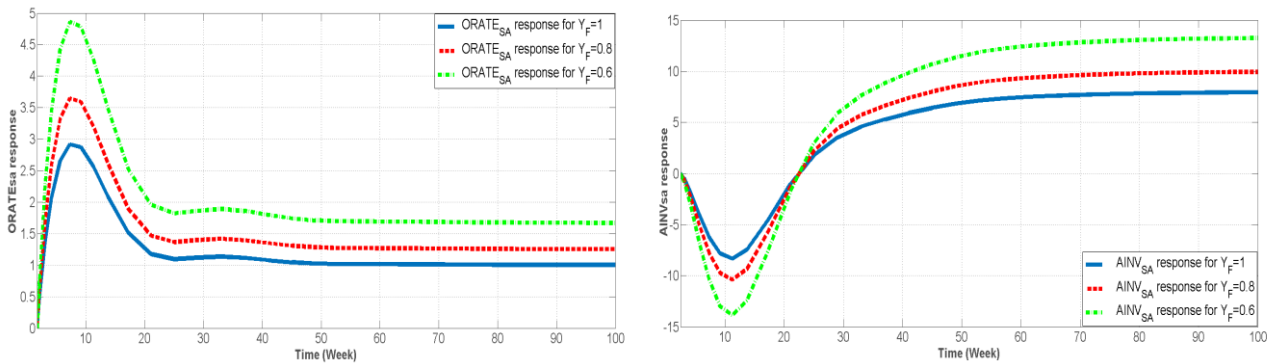 ORATE_SA response for Y_F=1
ORATE_SA response for Y_F=0.8
ORATE_SA response for Y_F=0.6
ORATEsa response
5
4.5
4
3.5
3
2.5
2
1.5
1
0.5
0
10 20 30 40 50 60 70 80 90 100
Time (Week)
AINVsa response
15
10
5
0
-5
-10
-15
AINV_SA response for Y_F=1
AINV_SA response for Y_F=0.8
AINV_SA response for Y_F=0.6
10 20 30 40 50 60 70 80 90 100
Time (Week)